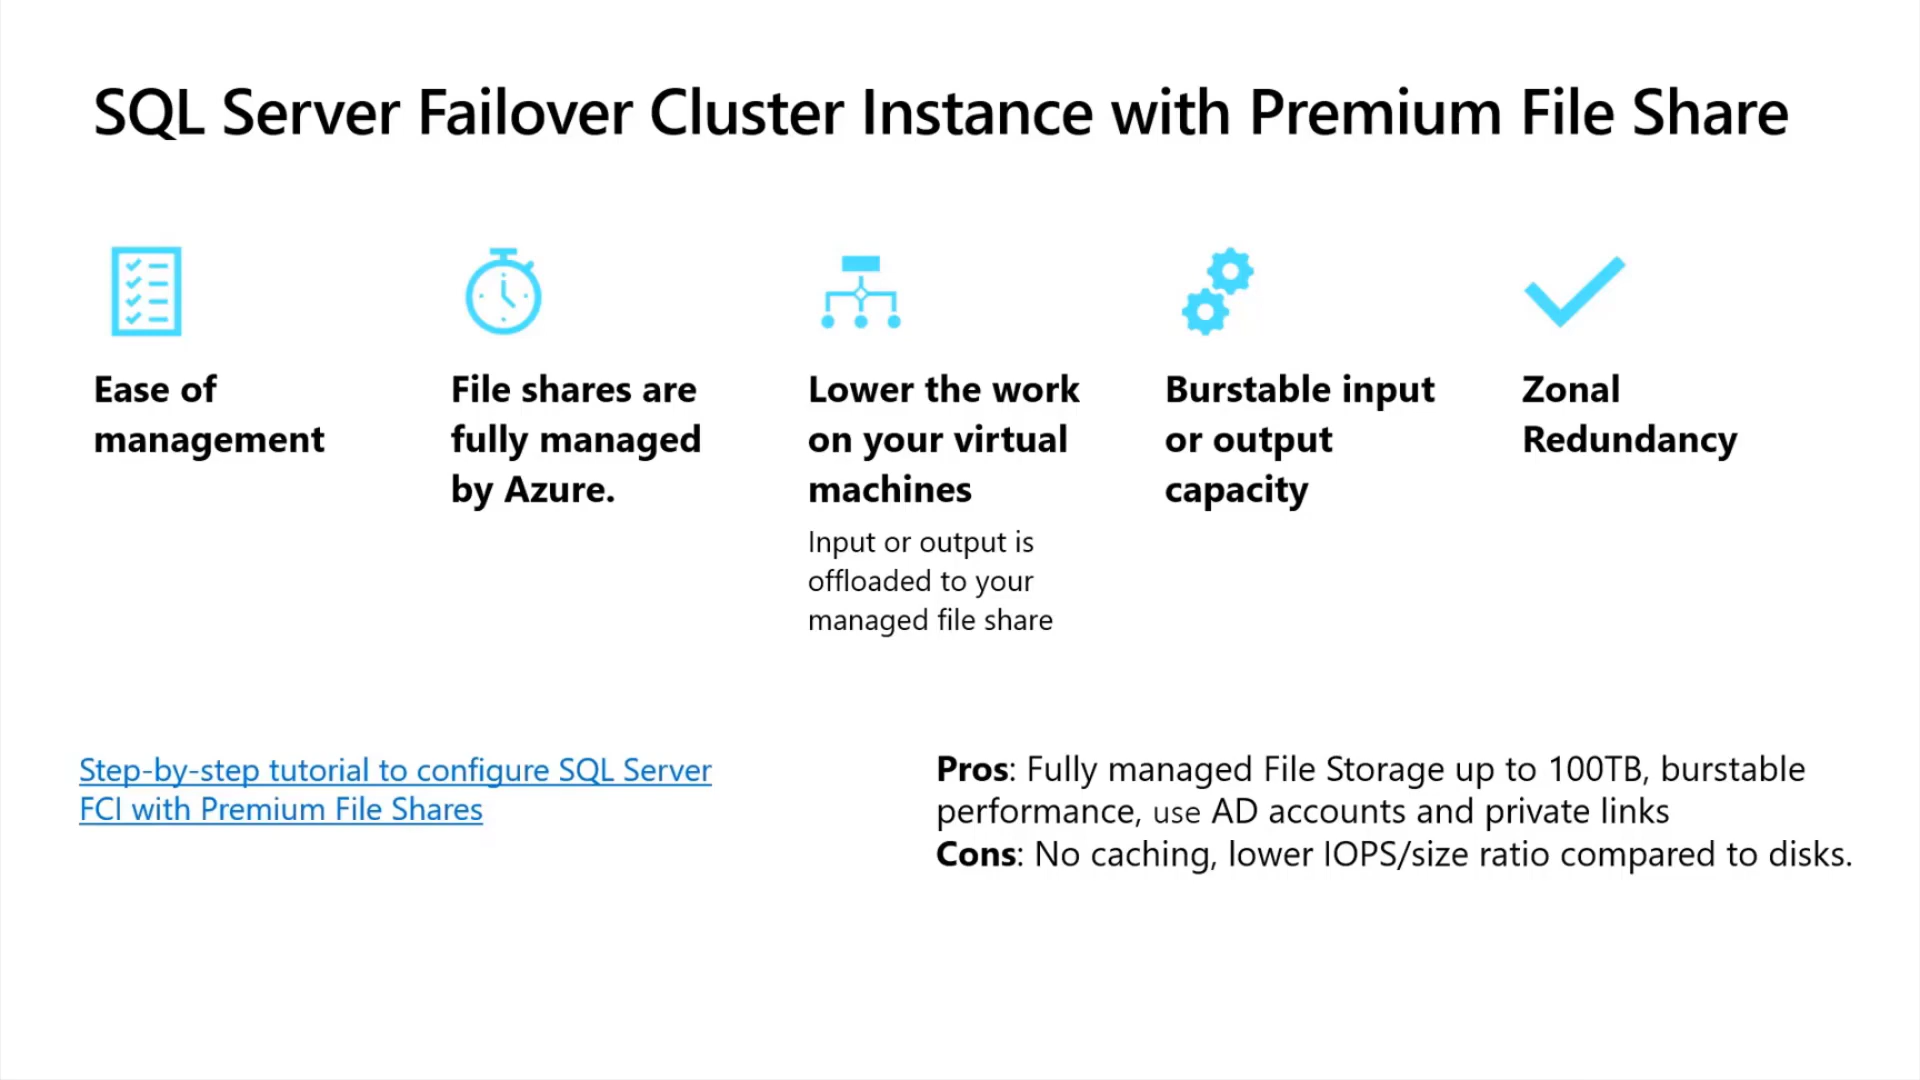 SQL Server Failover Cluster Instance with Premium File Share
Ease of
management
File shares are
fully managed
by Azure.
Lower the work
on your virtual
machines
Input or output is
offloaded to your
managed file share
Burstable input
or output
capacity
Zonal
Redundancy
Step-by-step tutorial to configure SQL Server
FCI with Premium File Shares
Pros: Fully managed File Storage up to 100TB, burstable
performance, use AD accounts and private links
Cons: No caching, lower IOPS/size ratio compared to disks.